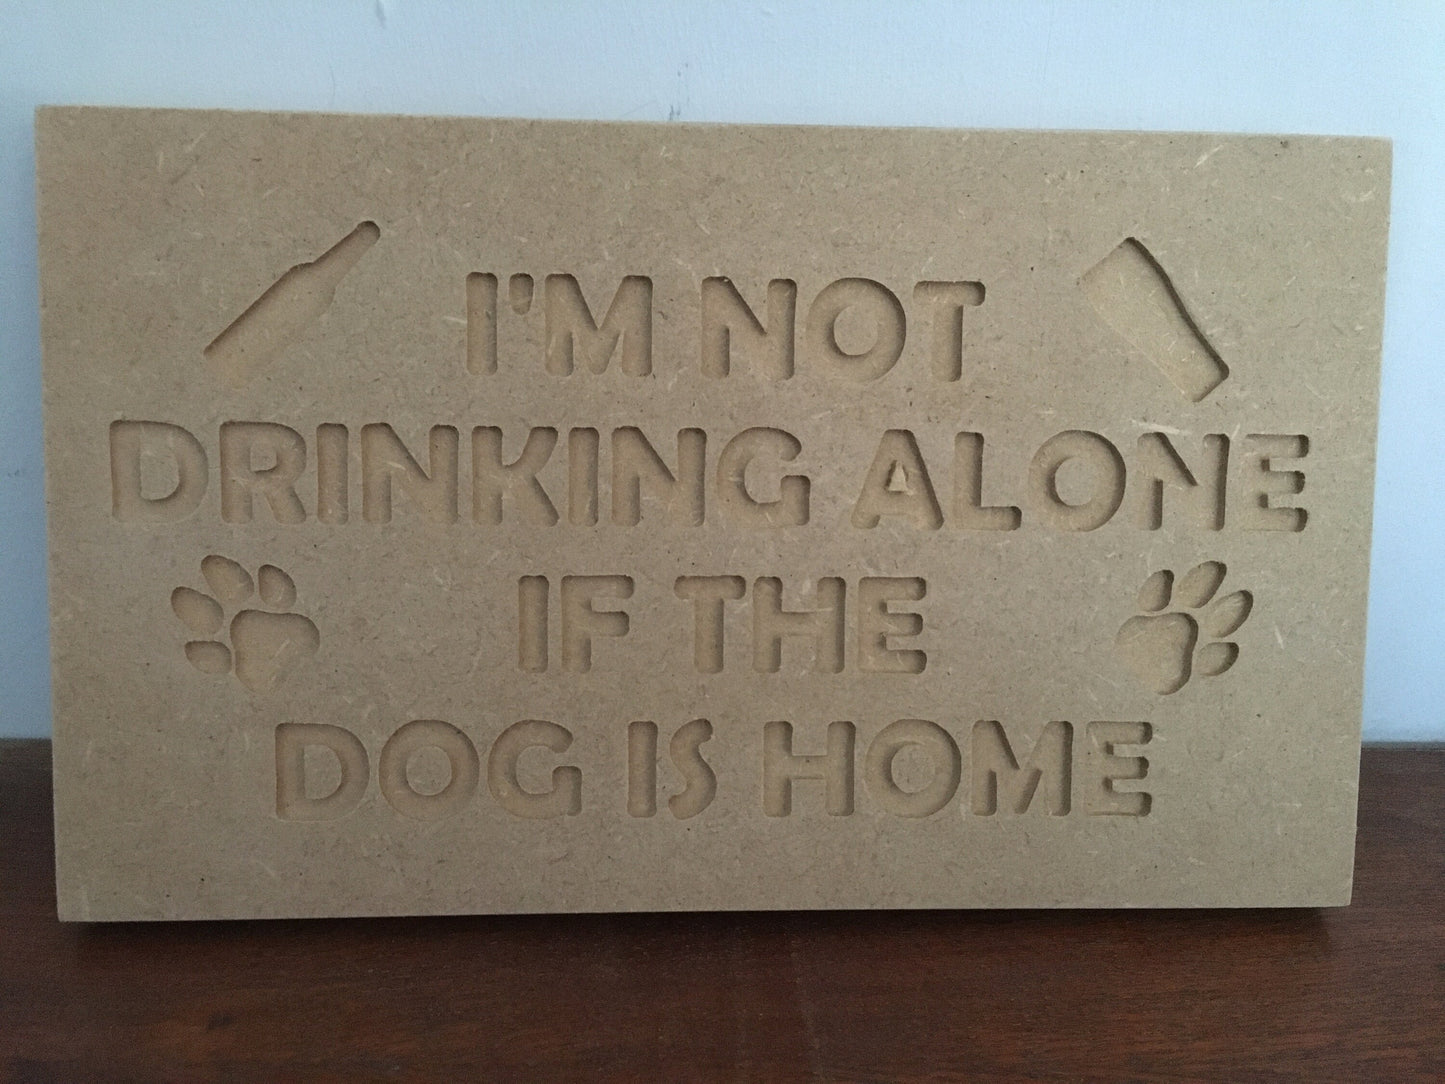 I'M NOT
DRINKING ALONE
IF THE
DOG IS HOME